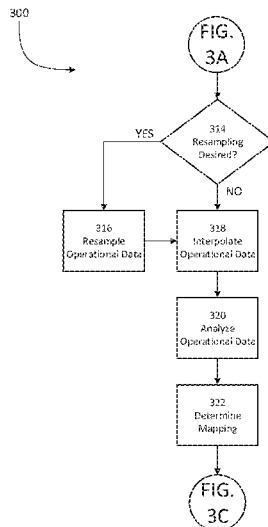 300
FIG.
3A
314
Resampling
Desired?
YES
NO
316
Resample
Operational Data
318
Interpolate
Operational Data
320
Analyze
Operational Data
322
Determine
Mapping
FIG.
3C